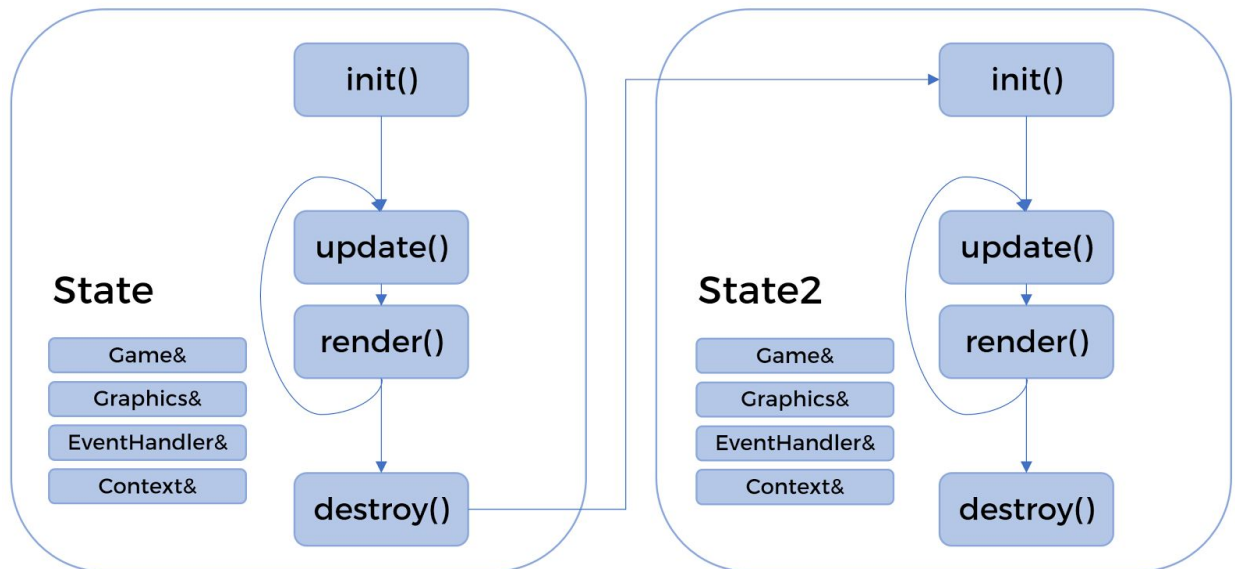 init()
update()
State
render()
Game&
Graphics&
EventHandler&
Context&
destroy()
init()
update()
State2
render()
Game&
Graphics&
EventHandler&
Context&
destroy()